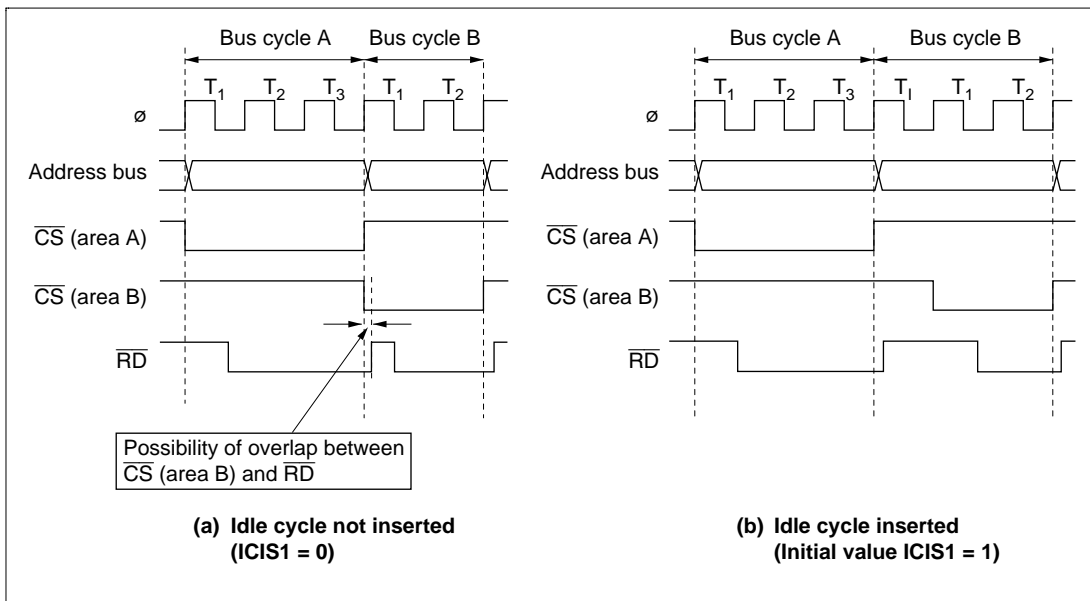 Bus cycle A
Bus cycle B
T1 T2 T3 T1 T2
ø
Address bus
CS (area A)
CS (area B)
RD
Possibility of overlap between
CS (area B) and RD
(a) Idle cycle not inserted
(ICIS1 = 0)
Bus cycle A
Bus cycle B
T1 T2 T3 TI T1 T2
ø
Address bus
CS (area A)
CS (area B)
RD
(b) Idle cycle inserted
(Initial value ICIS1 = 1)